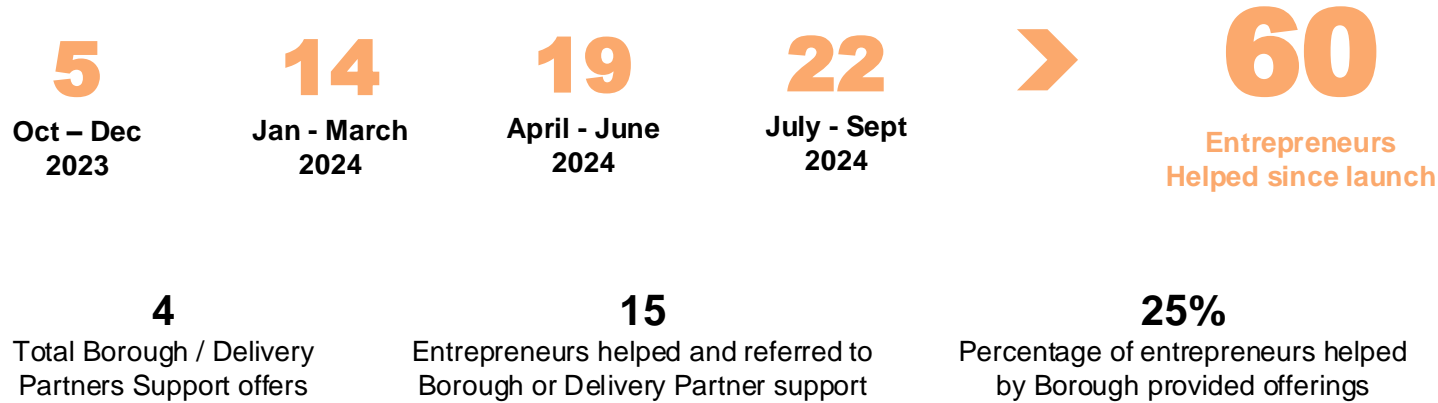 5
Oct – Dec
2023
14
Jan - March
2024
19
April - June
2024
22
July - Sept
2024
60
Entrepreneurs
Helped since launch
4
Total Borough / Delivery
Partners Support offers
15
Entrepreneurs helped and referred to
Borough or Delivery Partner support
25%
Percentage of entrepreneurs helped
by Borough provided offerings